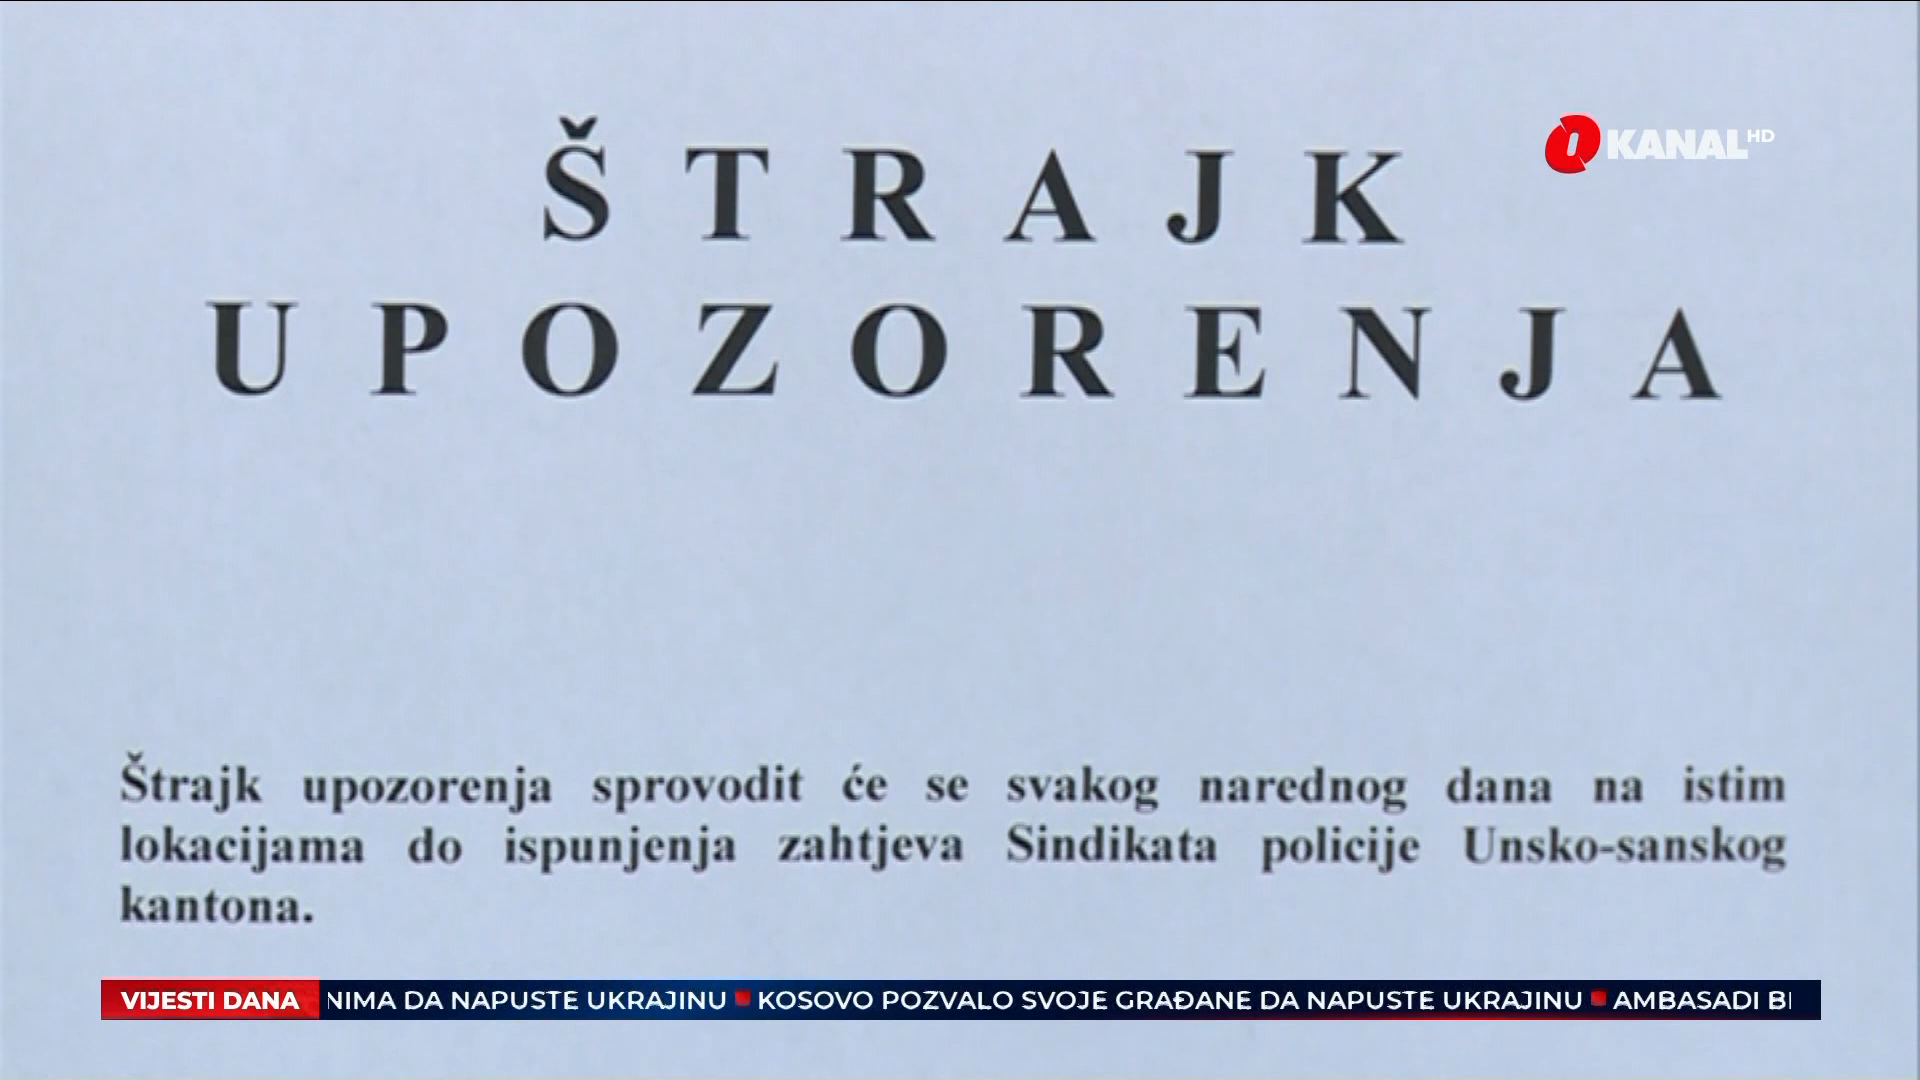 ŠTRAJK
UPOZORENJA
O KANAL HD
Štrajk upozorenja sprovodit će se svakog narednog dana na istim
lokacijama do ispunjenja zahtjeva Sindikata policije Unsko-sanskog
kantona.
VIJESTI DANA NIMA DA NAPUSTE UKRAJINU KOSOVO POZVALO SVOJE GRAĐANE DA NAPUSTE UKRAJINU AMBASADI